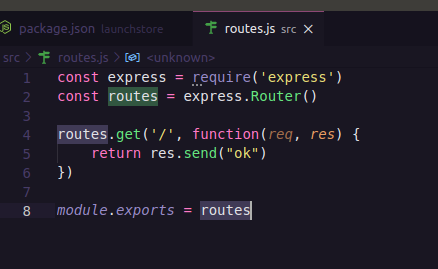 package.json launchstore
routes.js src
src > routes.js > <unknown>
1 const express = require('express')
2 const routes = express.Router()
3
4 routes.get('/', function(req, res) {
5     return res.send("ok")
6 })
7
8 module.exports = routes